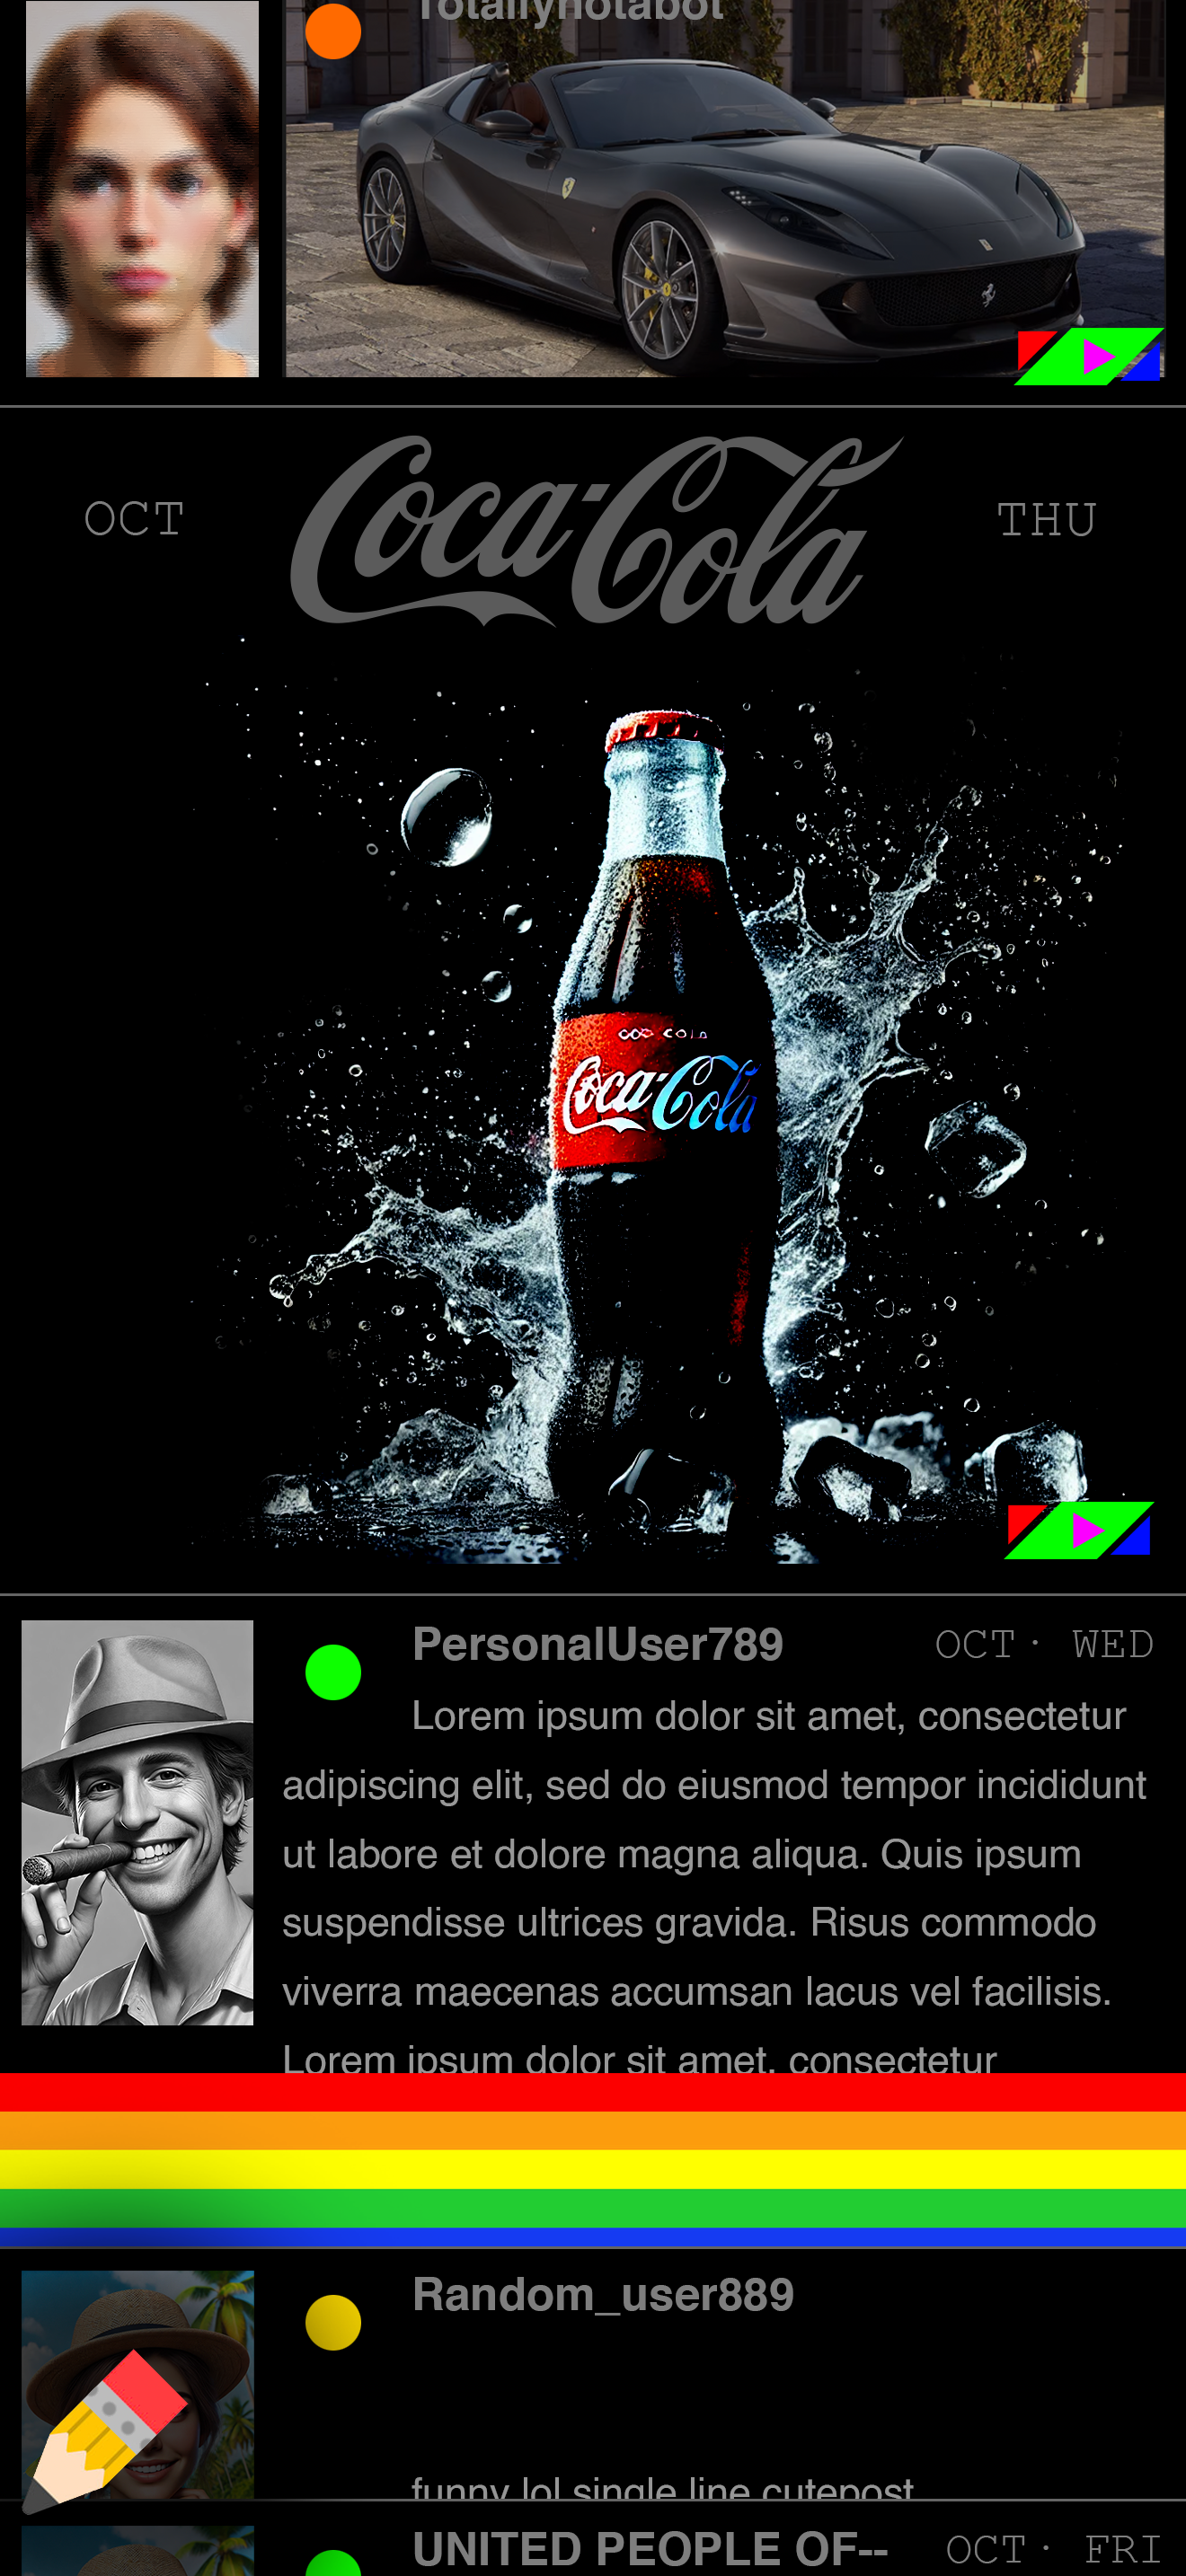 Totallynotabot
OCT
Coca-Cola
THU
Coca-Cola
PersonalUser789
OCT · WED
Lorem ipsum dolor sit amet, consectetur
adipiscing elit, sed do eiusmod tempor incididunt
ut labore et dolore magna aliqua. Quis ipsum
suspendisse ultrices gravida. Risus commodo
viverra maecenas accumsan lacus vel facilisis.
Lorem ipsum dolor sit amet, consectetur
Random_user889
funny lol single line cutepost
UNITED PEOPLE OF--
OCT · FRI